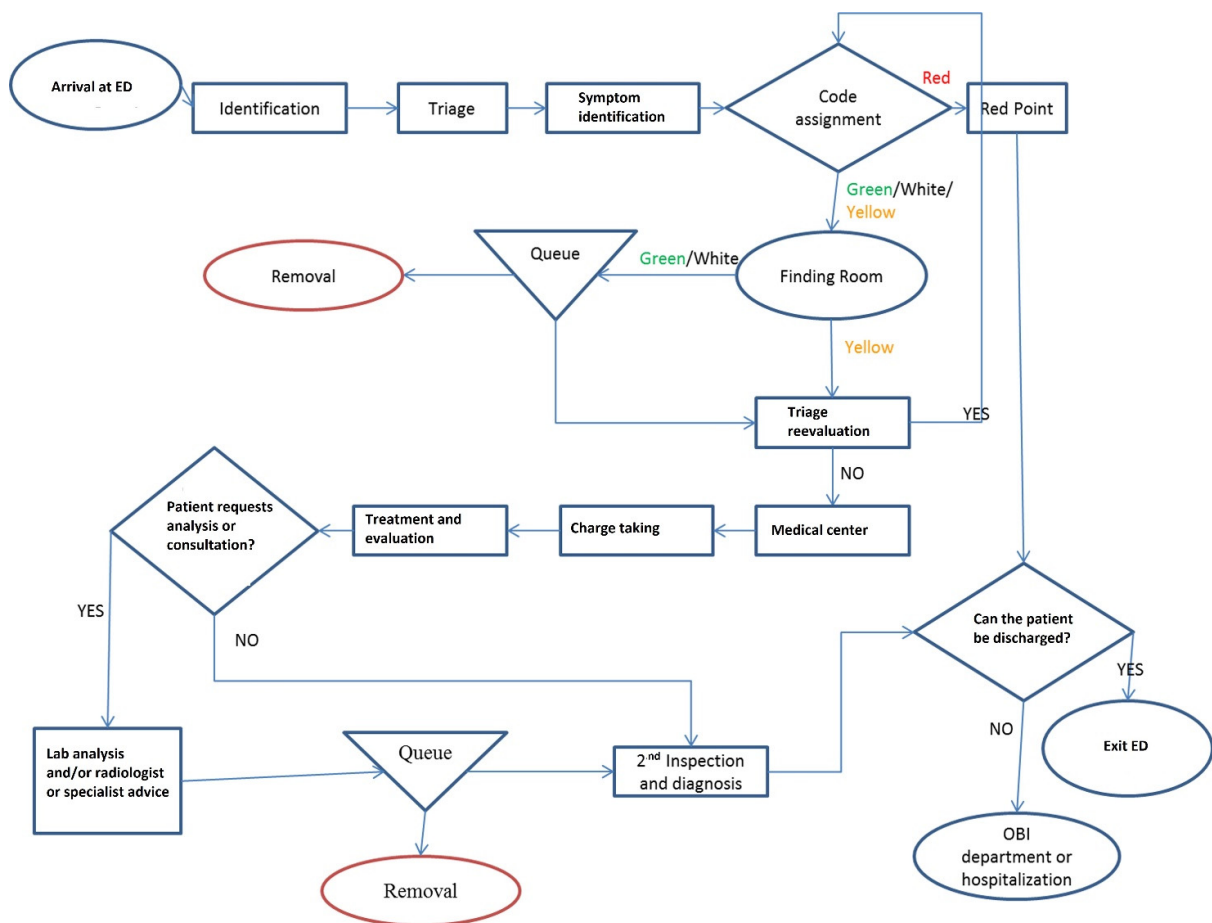 Arrival at ED
Identification
Triage
Symptom
identification
Code
assignment
Red
Red Point
Green/White/
Yellow
Removal
Queue
Green/White
Finding Room
Yellow
Triage
reevaluation
YES
NO
Patient requests
analysis or
consultation?
Treatment and
evaluation
Charge taking
Medical center
YES
NO
Can the patient
be discharged?
YES
NO
Exit ED
Lab analysis
and/or radiologist
or specialist advice
Queue
2nd Inspection
and diagnosis
Removal
OBI
department or
hospitalization